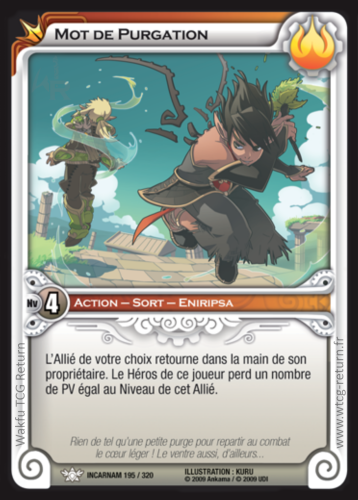 Mot de Purgation
Nv 4
Action – Sort – Eniripsa
L'Allié de votre choix retourne dans la main de son
propriétaire. Le Héros de ce joueur perd un nombre
de PV égal au Niveau de cet Allié.
Rien de tel qu'une petite purge pour repartir au combat
le cœur léger ! Le ventre aussi, d'ailleurs...
INCARNAM 195 / 320
ILLUSTRATION : KURU
© 2009 Ankama / © 2009 UDI
Wakfu TCG Return
www.wtcg-return.fr